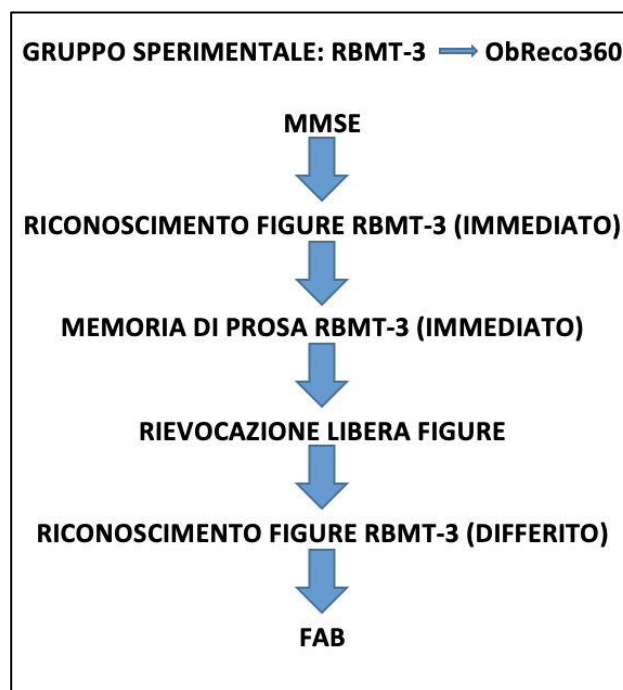 GRUPPO SPERIMENTALE: RBMT-3 ObReco360
MMSE
RICONOSCIMENTO FIGURE RBMT-3 (IMMEDIATO)
MEMORIA DI PROSA RBMT-3 (IMMEDIATO)
RIEVOCAZIONE LIBERA FIGURE
RICONOSCIMENTO FIGURE RBMT-3 (DIFFERITO)
FAB